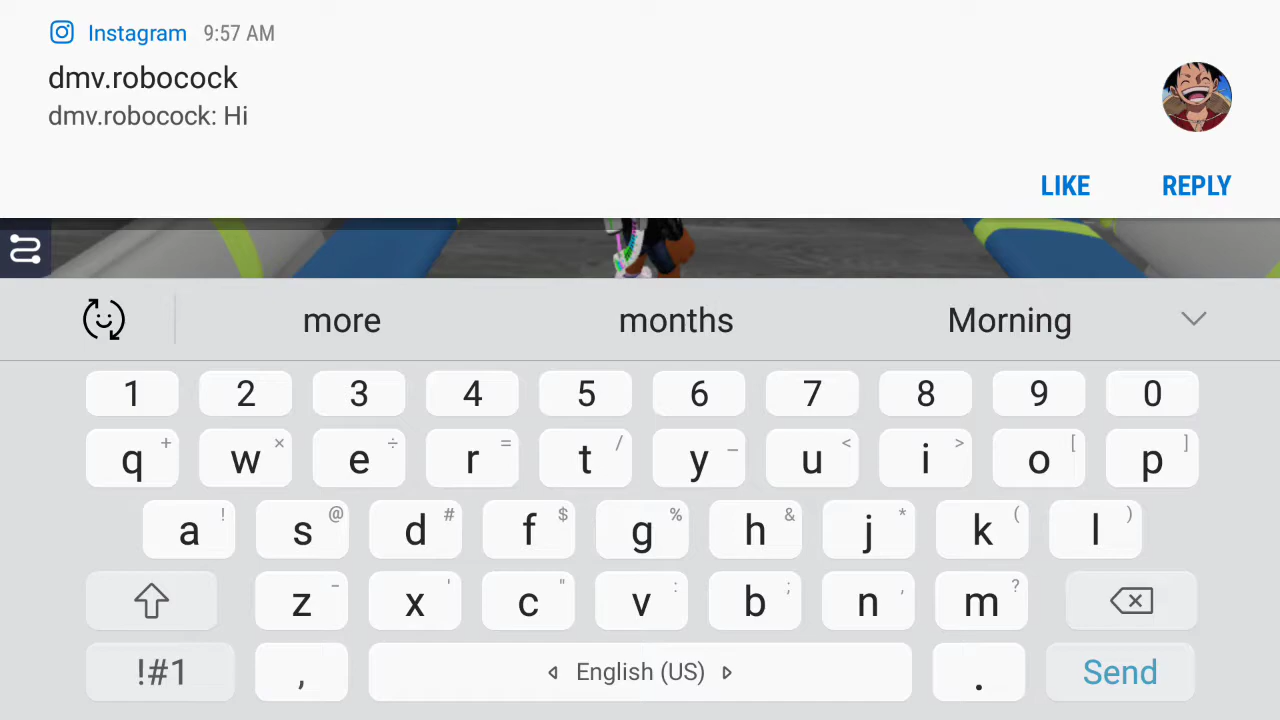 Instagram 9:57 AM
dmv.robocock
dmv.robocock: Hi
LIKE REPLY
more months Morning
1 2 3 4 5 6 7 8 9 0
q + w × e ÷ r = t / y _ u < i > o [ p ]
a ! s @ d # f $ g % h & j * k ( l )
z - x ' c " v : b ; n , m ?
!#1 , English (US) . Send